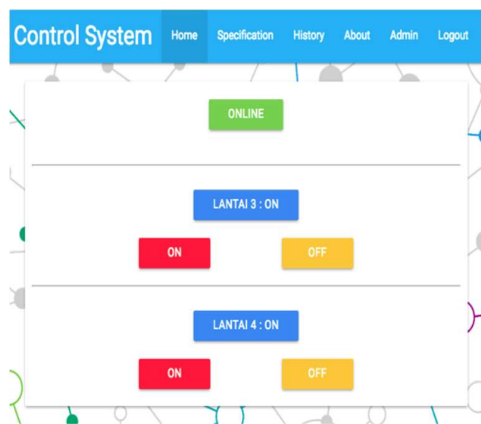 Control System Home Specification History About Admin Logout
ONLINE
LANTAI 3 : ON
ON OFF
LANTAI 4 : ON
ON OFF